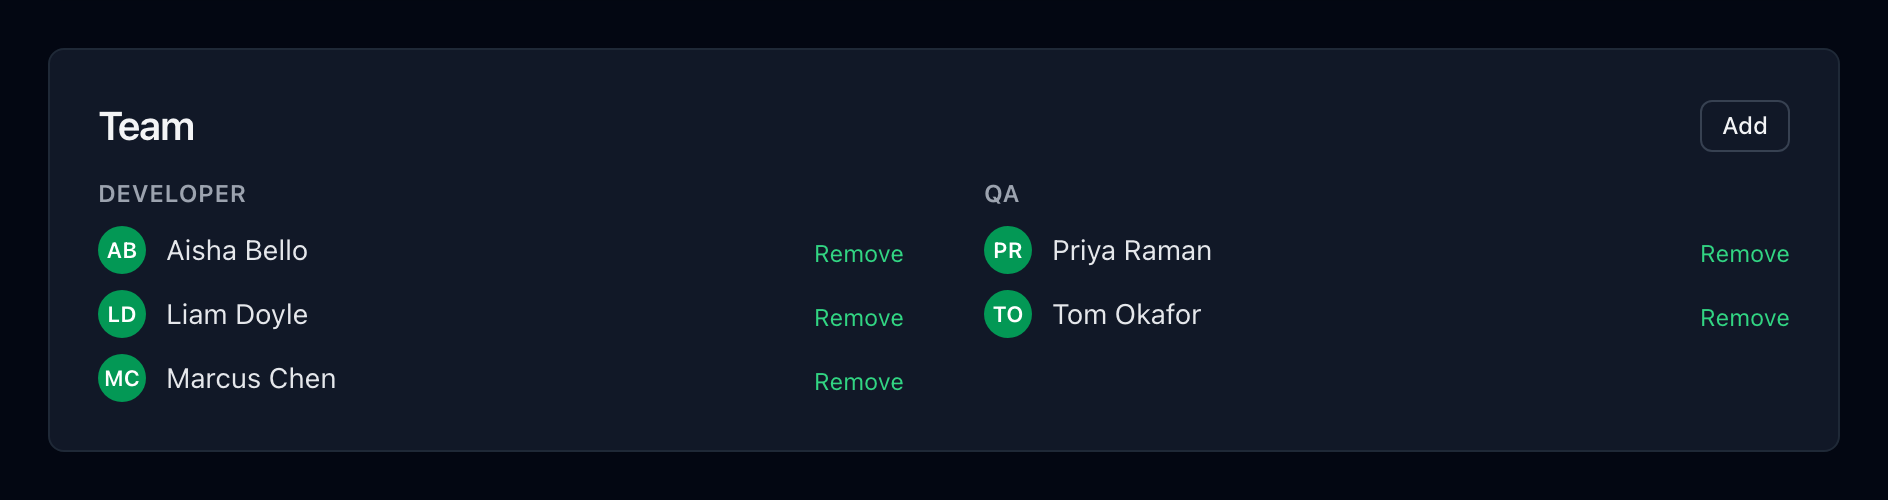 Team
Add
DEVELOPER
AB Aisha Bello Remove
LD Liam Doyle Remove
MC Marcus Chen Remove
QA
PR Priya Raman Remove
TO Tom Okafor Remove